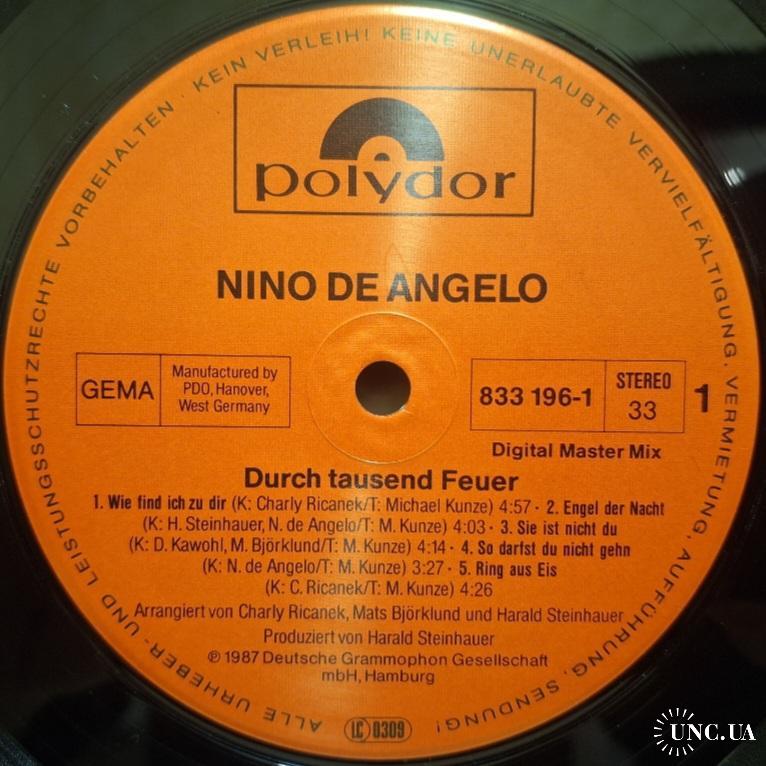 ALLE URHEBER- UND LEISTUNGSSCHUTZRECHTE VORBEHALTEN · KEIN VERLEIH! KEINE UNERLAUBTE VERVIELFÄLTIGUNG, VERMIETUNG, AUFFÜHRUNG, SENDUNG!
polydor
NINO DE ANGELO
GEMA
Manufactured by
PDO, Hanover,
West Germany
833 196-1
STEREO
33
1
Digital Master Mix
Durch tausend Feuer
1. Wie find ich zu dir (K: Charly Ricanek/T: Michael Kunze) 4:57 · 2. Engel der Nacht
(K: H. Steinhauer, N. de Angelo/T: M. Kunze) 4:03 · 3. Sie ist nicht du
(K: D. Kawohl, M. Björklund/T: M. Kunze) 4:14 · 4. So darfst du nicht gehn
(K: N. de Angelo/T: M. Kunze) 3:27 · 5. Ring aus Eis
(K: C. Ricanek/T: M. Kunze) 4:26
Arrangiert von Charly Ricanek, Mats Björklund und Harald Steinhauer
Produziert von Harald Steinhauer
℗ 1987 Deutsche Grammophon Gesellschaft
mbH, Hamburg
LC 0309
UNC.UA